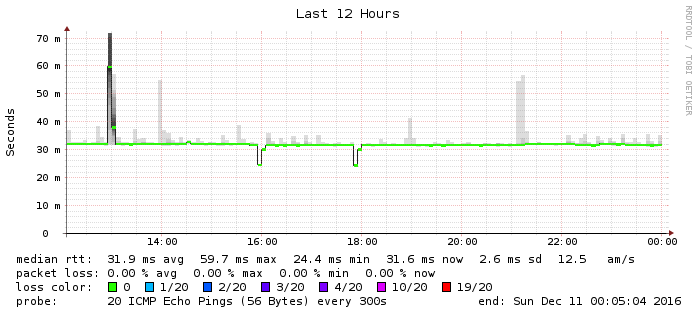 Last 12 Hours
RRDTOOL / TOBI OETIKER
Seconds
70 m
60 m
50 m
40 m
30 m
20 m
10 m
0
14:00 16:00 18:00 20:00 22:00 00:00
median rtt: 31.9 ms avg 59.7 ms max 24.4 ms min 31.6 ms now 2.6 ms sd 12.5 am/s
packet loss: 0.00 % avg 0.00 % max 0.00 % min 0.00 % now
loss color: 0 1/20 2/20 3/20 4/20 10/20 19/20
probe: 20 ICMP Echo Pings (56 Bytes) every 300s end: Sun Dec 11 00:05:04 2016